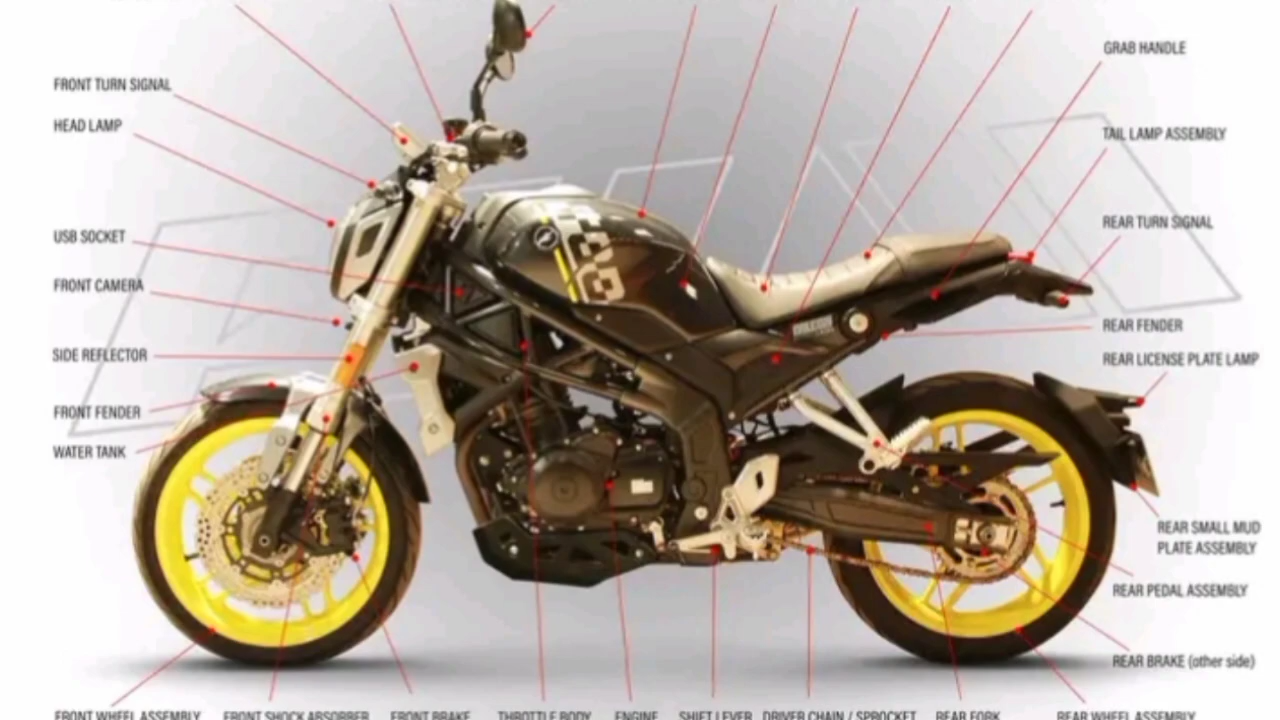 GRAB HANDLE
FRONT TURN SIGNAL
HEAD LAMP
TAIL LAMP ASSEMBLY
REAR TURN SIGNAL
USB SOCKET
FRONT CAMERA
REAR FENDER
SIDE REFLECTOR
REAR LICENSE PLATE LAMP
FRONT FENDER
WATER TANK
REAR SMALL MUD
PLATE ASSEMBLY
REAR PEDAL ASSEMBLY
REAR BRAKE (other side)
FRONT WHEEL ASSEMBLY
FRONT SHOCK ABSORBER
FRONT BRAKE
THROTTLE BODY
ENGINE
SHIFT LEVER
DRIVER CHAIN / SPROCKET
REAR FORK
REAR WHEEL ASSEMBLY